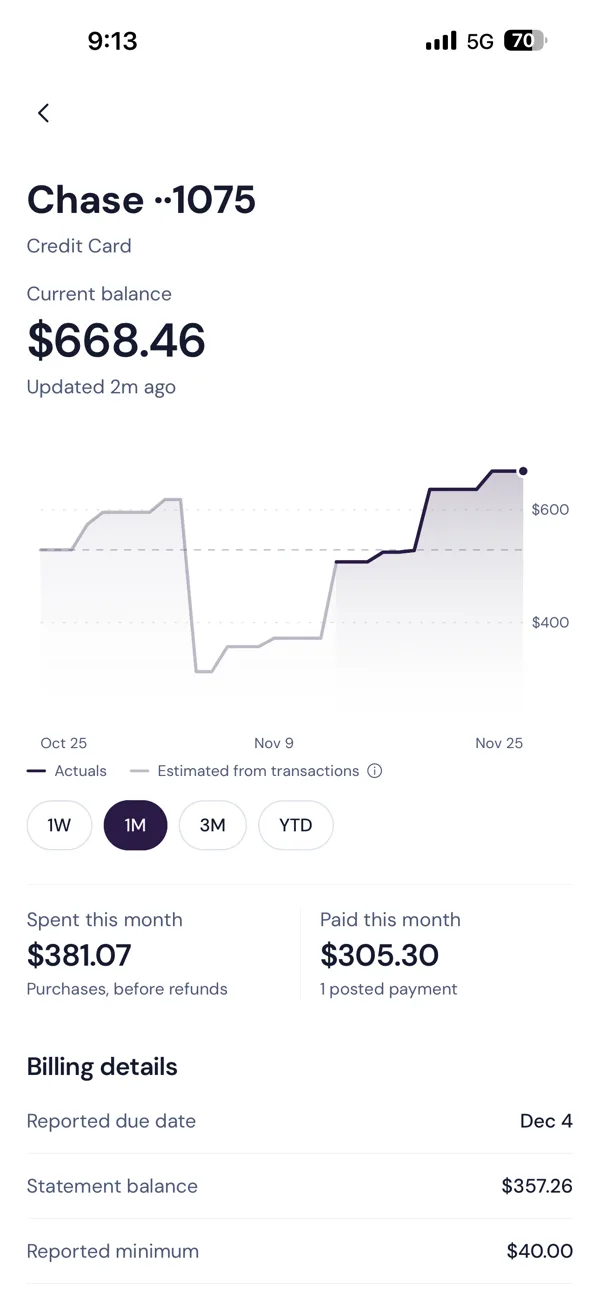 9:13
5G 70
Chase ··1075
Credit Card
Current balance
$668.46
Updated 2m ago
$600
$400
Oct 25 Nov 9 Nov 25
Actuals Estimated from transactions
1W 1M 3M YTD
Spent this month Paid this month
$381.07 $305.30
Purchases, before refunds 1 posted payment
Billing details
Reported due date Dec 4
Statement balance $357.26
Reported minimum $40.00